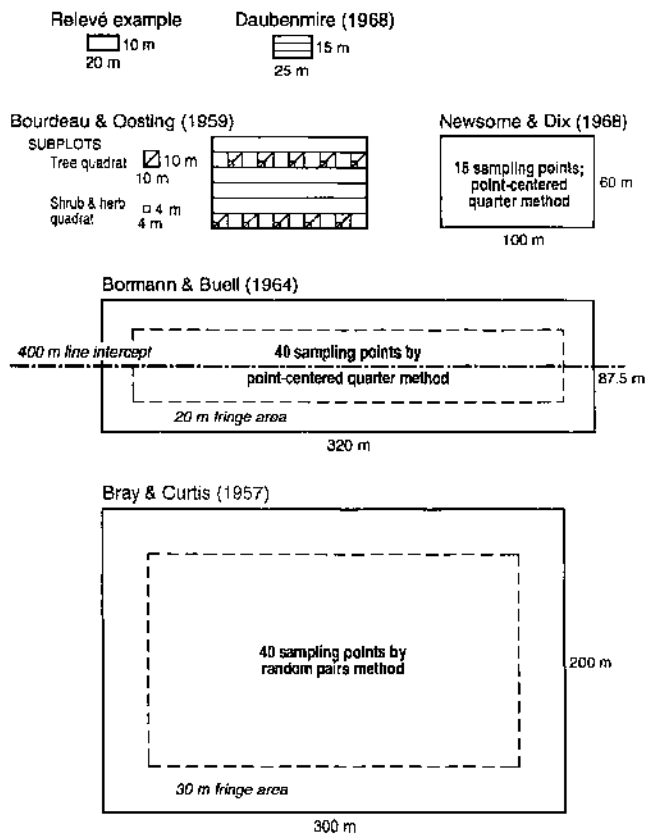 Relevé example
10 m
20 m
Daubenmire (1968)
15 m
25 m
Bourdeau & Oosting (1959)
SUBPLOTS
Tree quadrat
10 m
10 m
Shrub & herb
quadrat
4 m
4 m
Newsome & Dix (1968)
15 sampling points;
point-centered
quarter method
60 m
100 m
Bormann & Buell (1964)
400 m line intercept
40 sampling points by
point-centered quarter method
87.5 m
20 m fringe area
320 m
Bray & Curtis (1957)
40 sampling points by
random pairs method
200 m
30 m fringe area
300 m